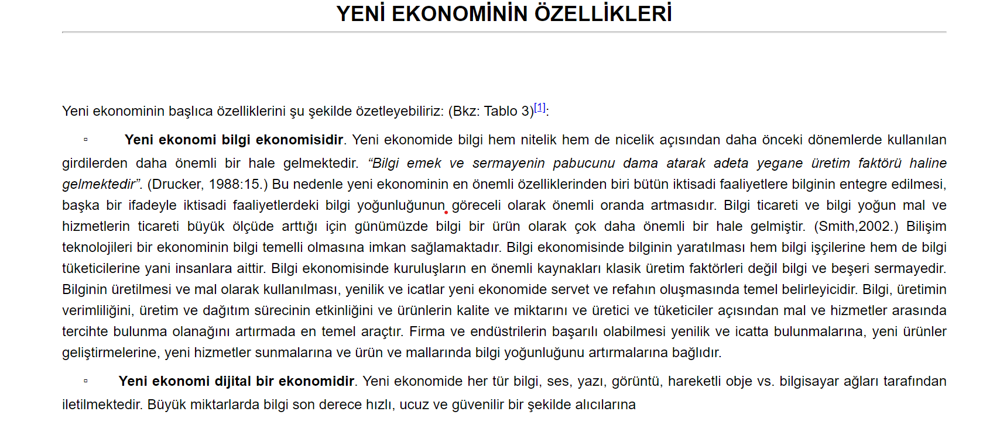 YENİ EKONOMİNİN ÖZELLİKLERİ
Yeni ekonominin başlıca özelliklerini şu şekilde özetleyebiliriz: (Bkz: Tablo 3)[1]:
▫ Yeni ekonomi bilgi ekonomisidir. Yeni ekonomide bilgi hem nitelik hem de nicelik açısından daha önceki dönemlerde kullanılan
girdilerden daha önemli bir hale gelmektedir. “Bilgi emek ve sermayenin pabucunu dama atarak adeta yegane üretim faktörü haline
gelmektedir”. (Drucker, 1988:15.) Bu nedenle yeni ekonominin en önemli özelliklerinden biri bütün iktisadi faaliyetlere bilginin entegre edilmesi,
başka bir ifadeyle iktisadi faaliyetlerdeki bilgi yoğunluğunun göreceli olarak önemli oranda artmasıdır. Bilgi ticareti ve bilgi yoğun mal ve
hizmetlerin ticareti büyük ölçüde arttığı için günümüzde bilgi bir ürün olarak çok daha önemli bir hale gelmiştir. (Smith,2002.) Bilişim
teknolojileri bir ekonominin bilgi temelli olmasına imkan sağlamaktadır. Bilgi ekonomisinde bilginin yaratılması hem bilgi işçilerine hem de bilgi
tüketicilerine yani insanlara aittir. Bilgi ekonomisinde kuruluşların en önemli kaynakları klasik üretim faktörleri değil bilgi ve beşeri sermayedir.
Bilginin üretilmesi ve mal olarak kullanılması, yenilik ve icatlar yeni ekonomide servet ve refahın oluşmasında temel belirleyicidir. Bilgi, üretimin
verimliliğini, üretim ve dağıtım sürecinin etkinliğini ve ürünlerin kalite ve miktarını ve üretici ve tüketiciler açısından mal ve hizmetler arasında
tercihte bulunma olanağını artırmada en temel araçtır. Firma ve endüstrilerin başarılı olabilmesi yenilik ve icatta bulunmalarına, yeni ürünler
geliştirmelerine, yeni hizmetler sunmalarına ve ürün ve mallarında bilgi yoğunluğunu artırmalarına bağlıdır.
▫ Yeni ekonomi dijital bir ekonomidir. Yeni ekonomide her tür bilgi, ses, yazı, görüntü, hareketli obje vs. bilgisayar ağları tarafından
iletilmektedir. Büyük miktarlarda bilgi son derece hızlı, ucuz ve güvenilir bir şekilde alıcılarına